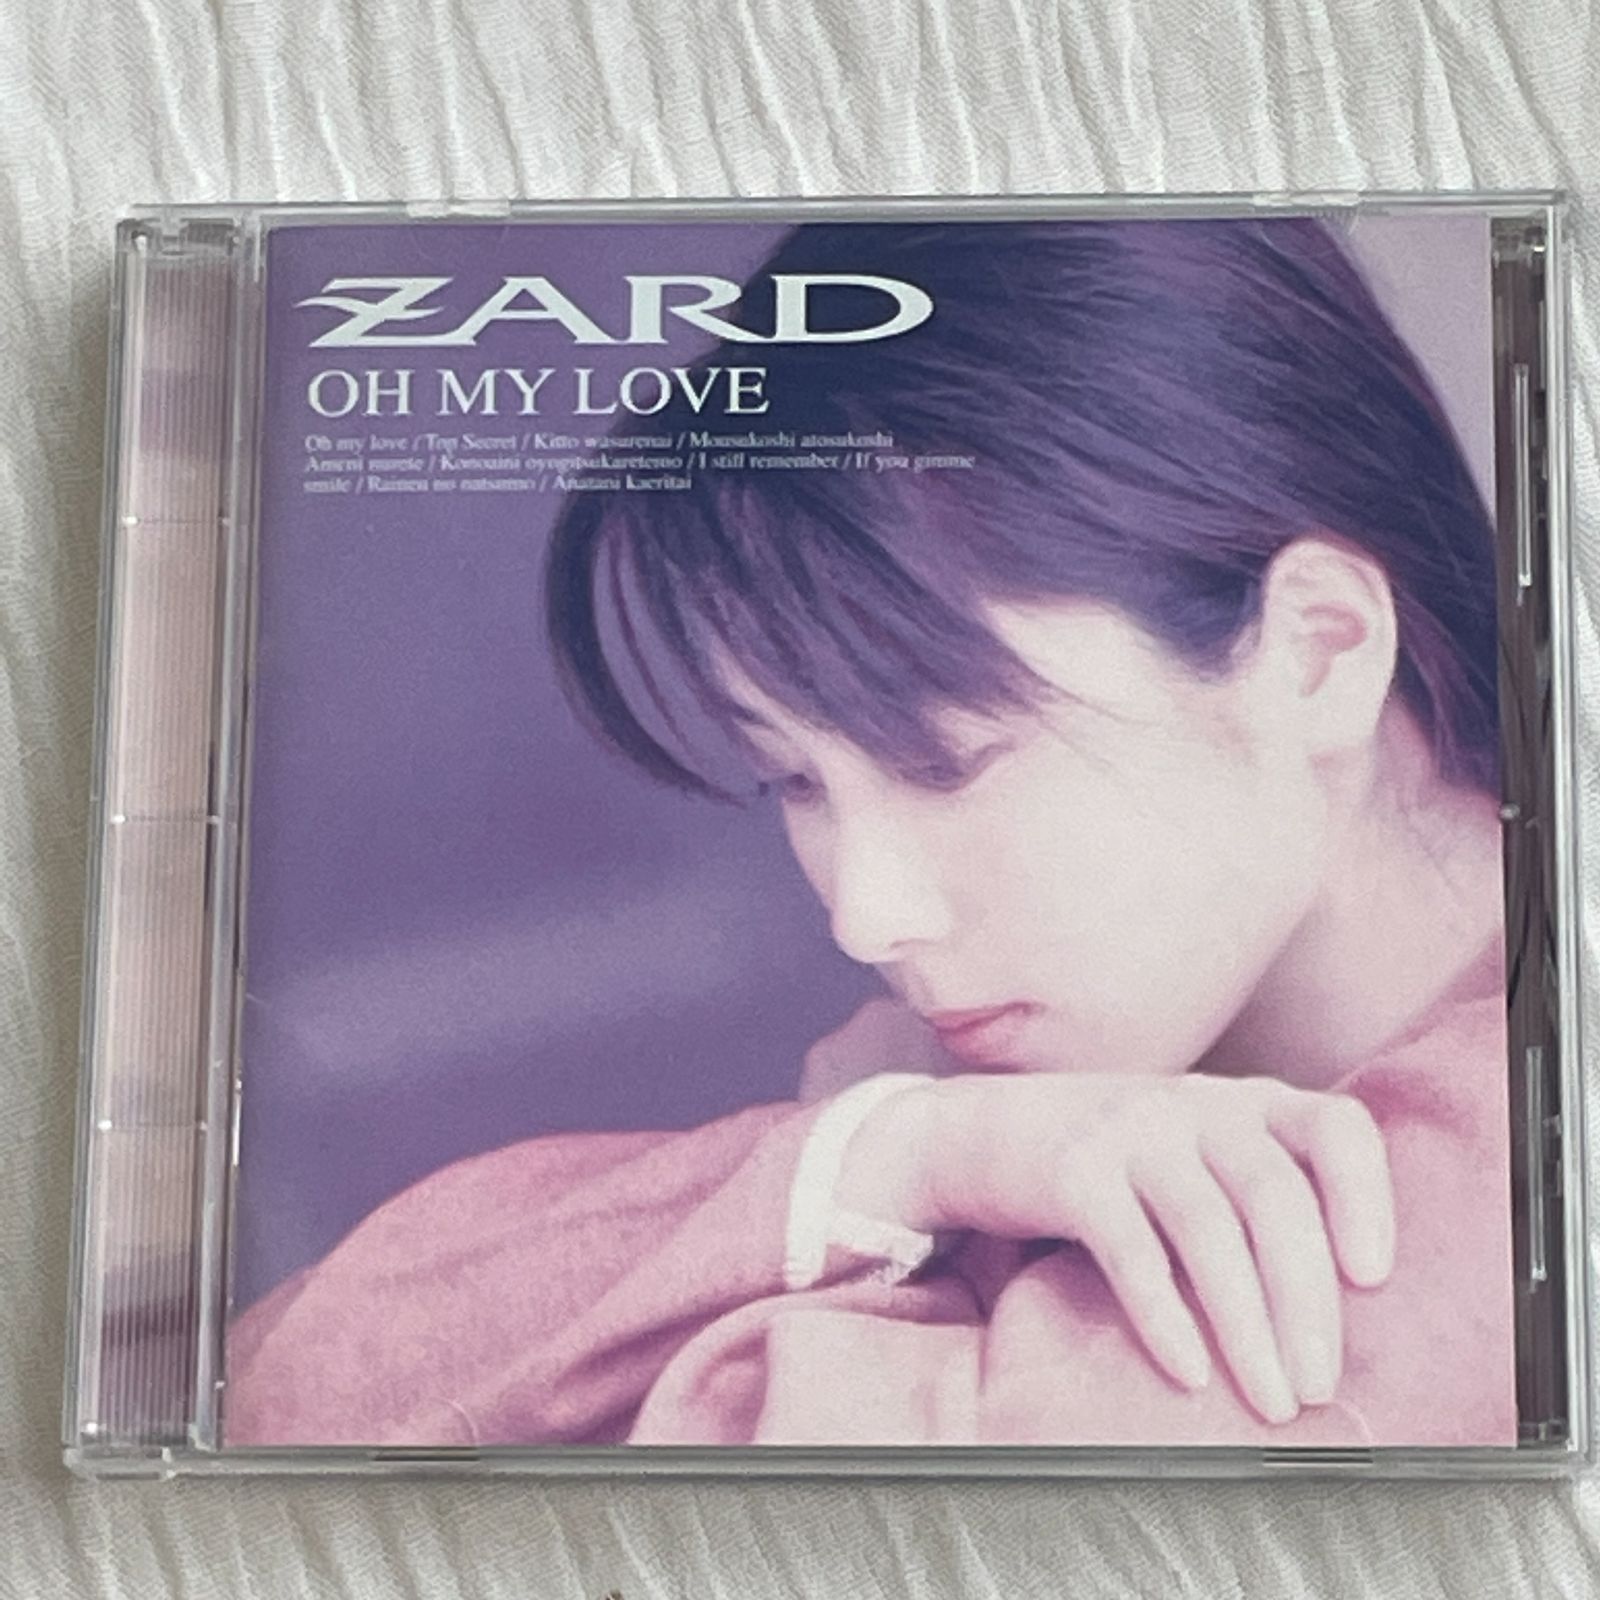 ZARD
OH MY LOVE
Oh my love / Top Secret / Kitto wasurenai / Mousukoshi atosukoshi
Ameni nurete / Konouini oyogitsukaretemo / I still remember / If you gimme
smile / Rainen no natsumo / Anatani kaeritai